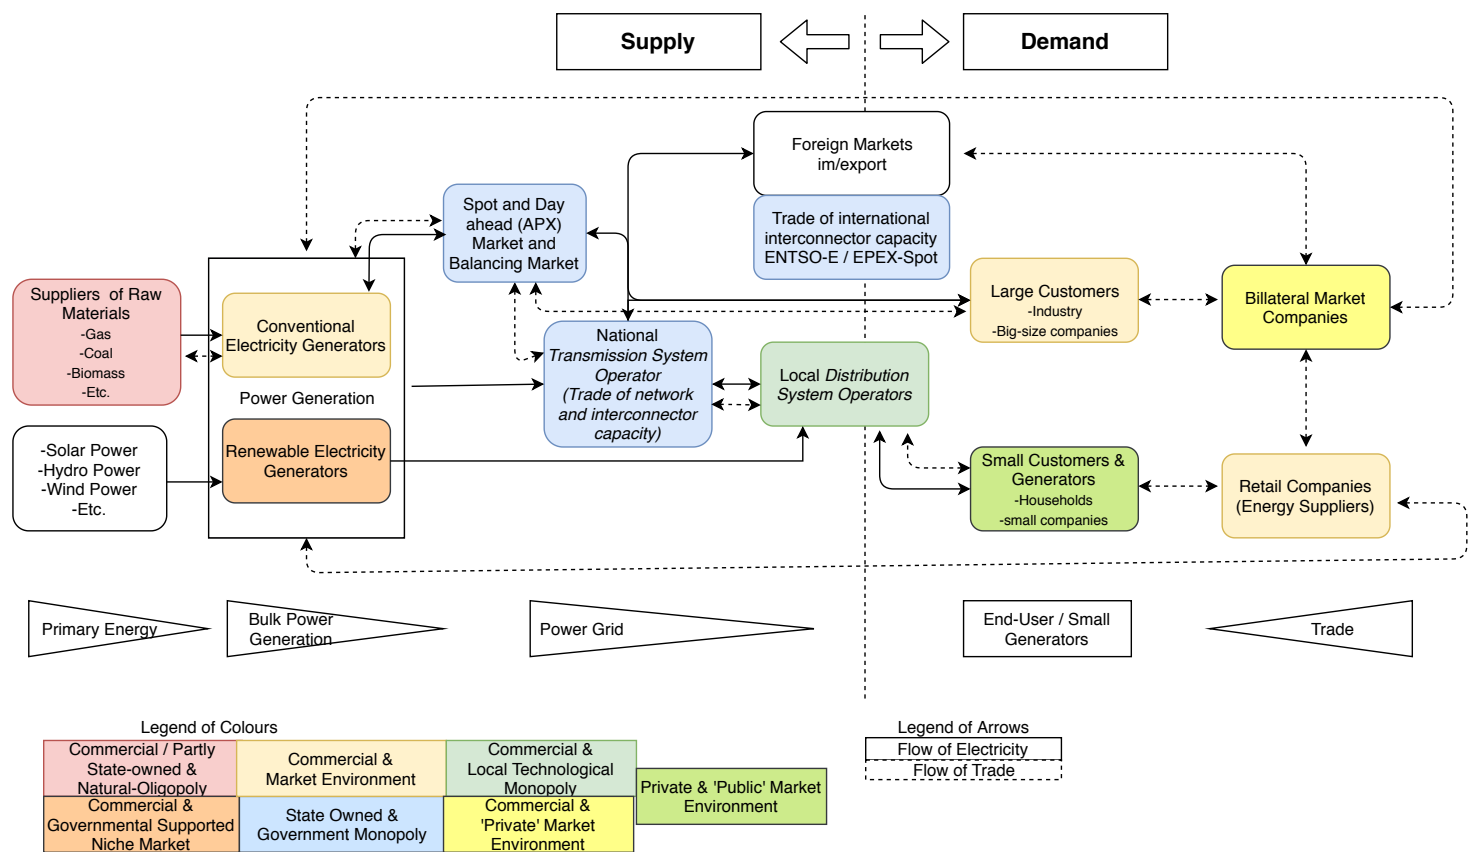 Supply
Demand
Foreign Markets
im/export
Trade of international
interconnector capacity
ENTSO-E / EPEX-Spot
Spot and Day
ahead (APX)
Market and
Balancing Market
Suppliers of Raw
Materials
-Gas
-Coal
-Biomass
-Etc.
Conventional
Electricity Generators
Power Generation
Renewable Electricity
Generators
-Solar Power
-Hydro Power
-Wind Power
-Etc.
National
Transmission System
Operator
(Trade of network
and interconnector
capacity)
Local Distribution
System Operators
Large Customers
-Industry
-Big-size companies
Billateral Market
Companies
Small Customers &
Generators
-Households
-small companies
Retail Companies
(Energy Suppliers)
Primary Energy
Bulk Power
Generation
Power Grid
End-User / Small
Generators
Trade
Legend of Colours
Commercial / Partly
State-owned &
Natural-Oligopoly
Commercial &
Market Environment
Commercial &
Local Technological
Monopoly
Private & 'Public' Market
Environment
Commercial &
Governmental Supported
Niche Market
State Owned &
Government Monopoly
Commercial &
'Private' Market
Environment
Legend of Arrows
Flow of Electricity
Flow of Trade